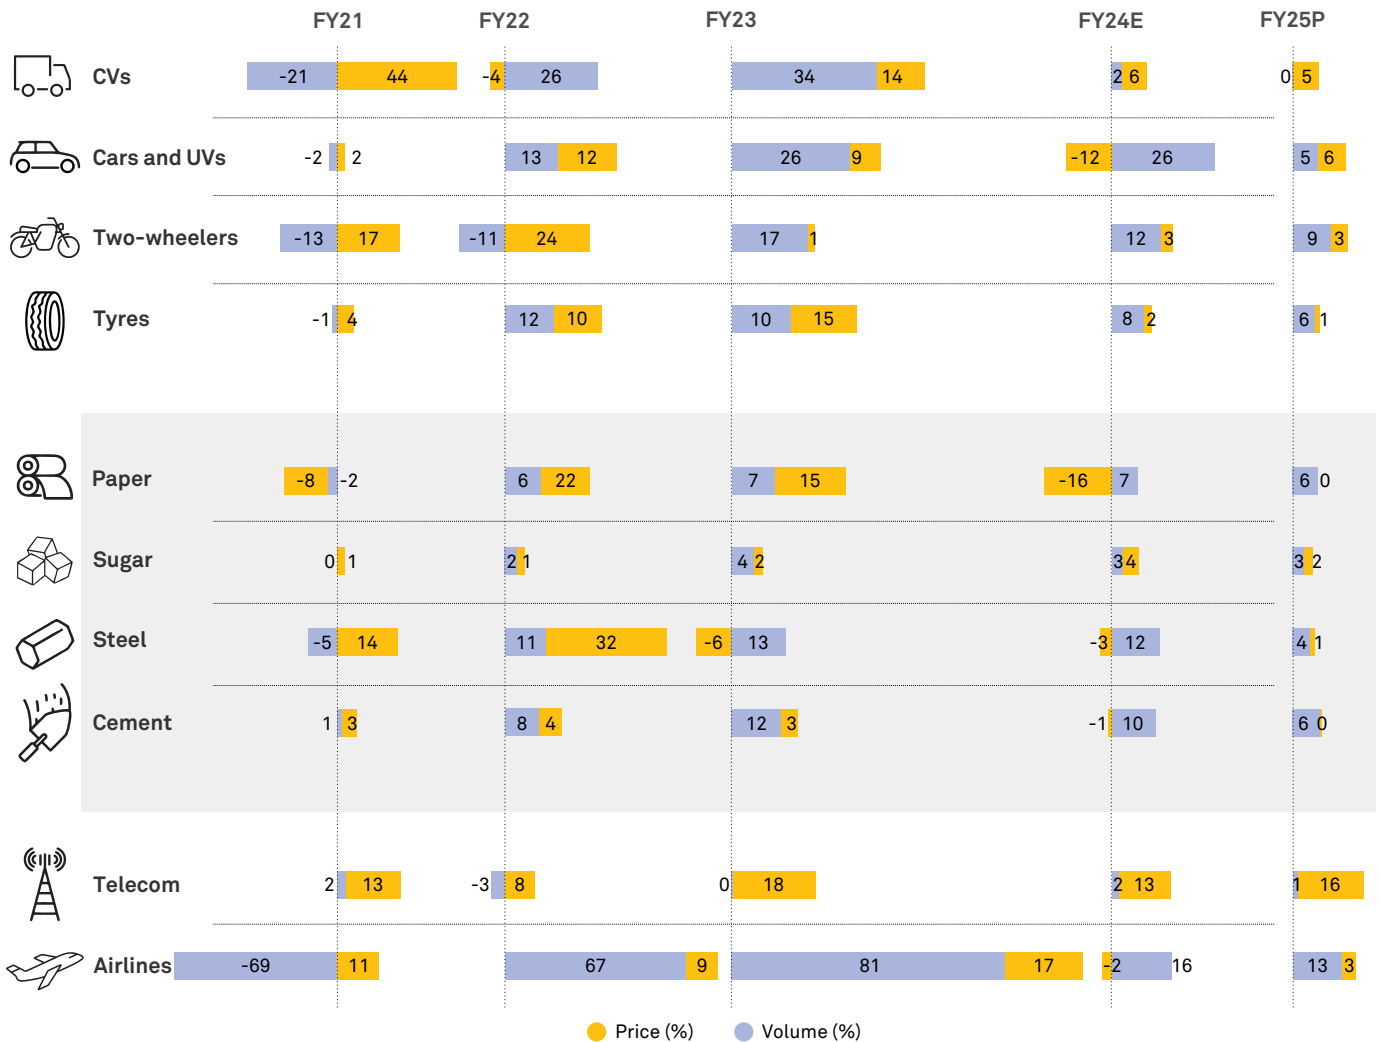 FY21 FY22 FY23 FY24E FY25P
CVs -21 44 -4 26 34 14 2 6 0 5
Cars and UVs -2 2 13 12 26 9 -12 26 5 6
Two-wheelers -13 17 -11 24 17 1 12 3 9 3
Tyres -1 4 12 10 10 15 8 2 6 1
Paper -8 -2 6 22 7 15 -16 7 6 0
Sugar 0 1 2 1 4 2 3 4 3 2
Steel -5 14 11 32 -6 13 -3 12 4 1
Cement 1 3 8 4 12 3 -1 10 6 0
Telecom 2 13 -3 8 0 18 2 13 1 16
Airlines -69 11 67 9 81 17 -2 16 13 3
Price (%) Volume (%)